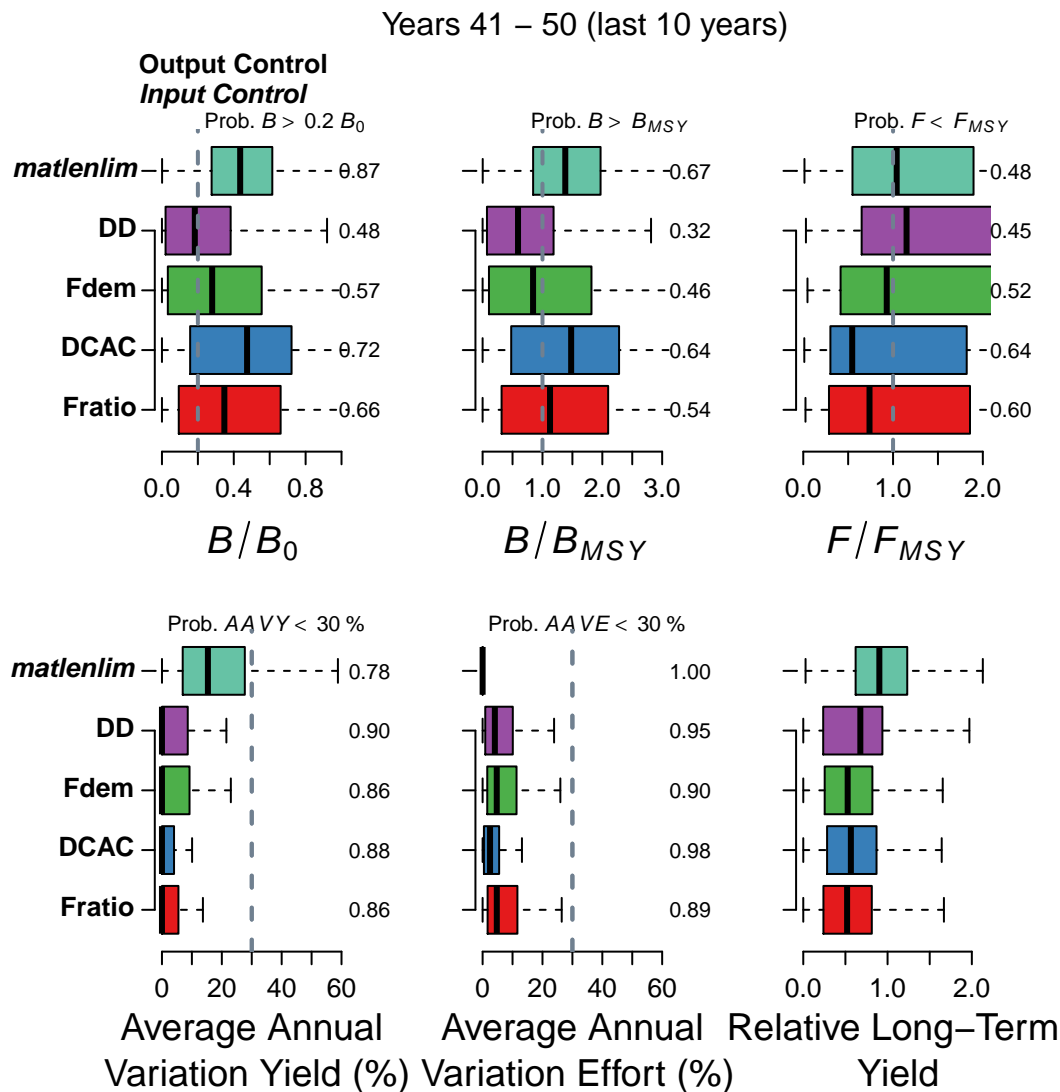 Years 41 – 50 (last 10 years)
Output Control
Input Control
Prob. B > 0.2 B0
Prob. B > BMSY
Prob. F < FMSY
matlenlim 0.87 0.67 0.48
DD 0.48 0.32 0.45
Fdem 0.57 0.46 0.52
DCAC 0.72 0.64 0.64
Fratio 0.66 0.54 0.60
0.0 0.4 0.8 0.0 1.0 2.0 3.0 0.0 1.0 2.0
B/B0 B/BMSY F/FMSY
Prob. AAVY < 30 % Prob. AAVE < 30 %
matlenlim 0.78 1.00
DD 0.90 0.95
Fdem 0.86 0.90
DCAC 0.88 0.98
Fratio 0.86 0.89
0 20 40 60 0 20 40 60 0.0 1.0 2.0
Average Annual Average Annual Relative Long–Term
Variation Yield (%) Variation Effort (%) Yield